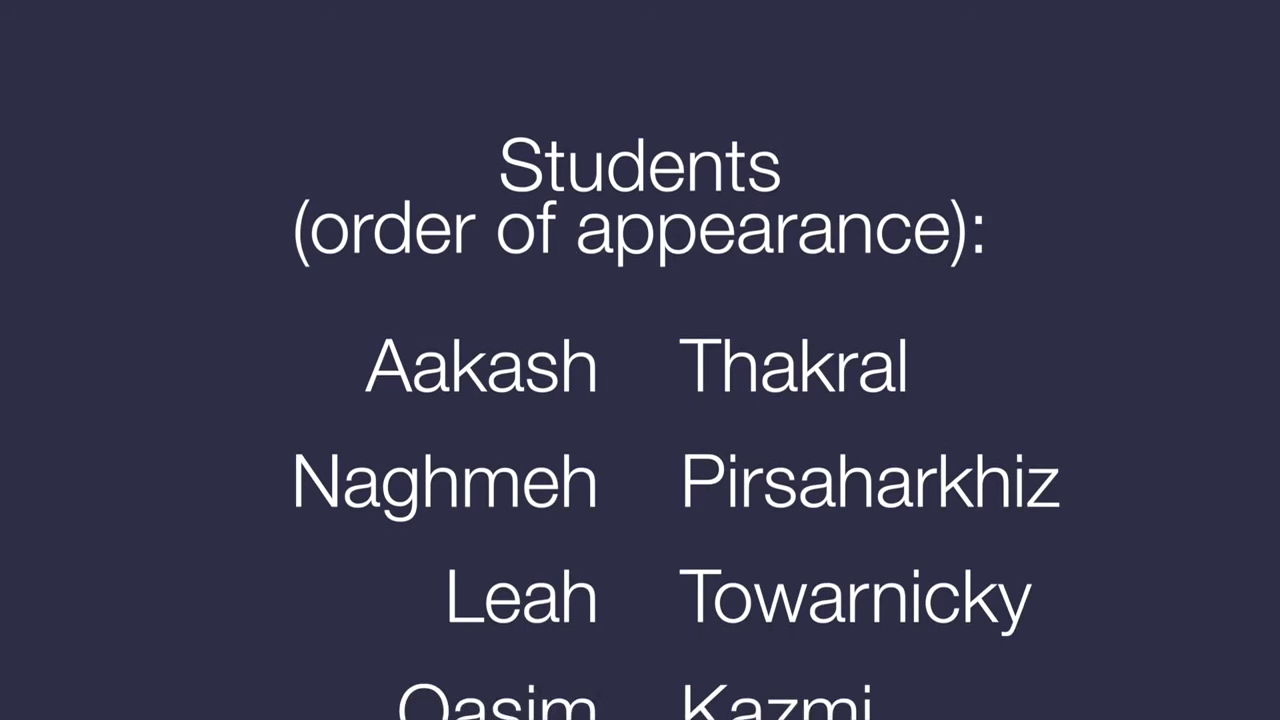 Students
(order of appearance):
Aakash Thakral
Naghmeh Pirsaharkhiz
Leah Towarnicky
Qasim Kazmi